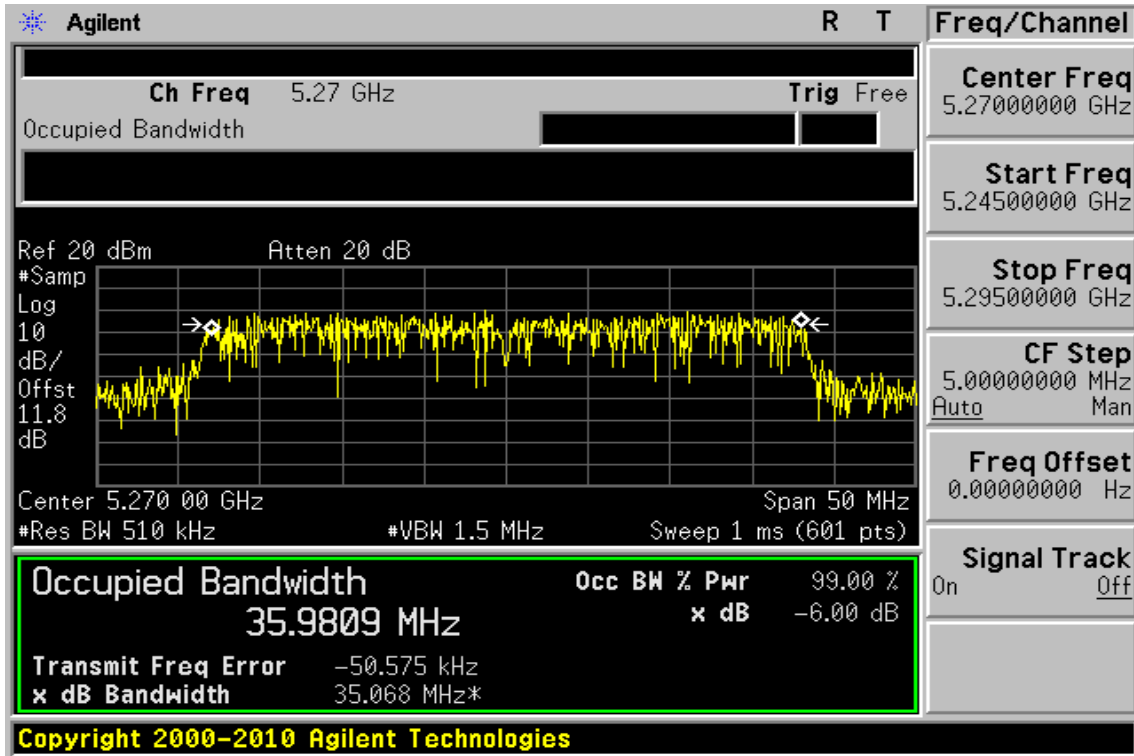 Agilent R T
Ch Freq 5.27 GHz Trig Free
Occupied Bandwidth
Ref 20 dBm Atten 20 dB
#Samp
Log
10
dB/
Offst
11.8
dB
Center 5.270 00 GHz Span 50 MHz
#Res BW 510 kHz #VBW 1.5 MHz Sweep 1 ms (601 pts)
Occupied Bandwidth
35.9809 MHz
Occ BW % Pwr 99.00 %
x dB -6.00 dB
Transmit Freq Error -50.575 kHz
x dB Bandwidth 35.068 MHz*
Copyright 2000-2010 Agilent Technologies
Freq/Channel
Center Freq
5.27000000 GHz
Start Freq
5.24500000 GHz
Stop Freq
5.29500000 GHz
CF Step
5.00000000 MHz
Auto Man
Freq Offset
0.00000000 Hz
Signal Track
On Off